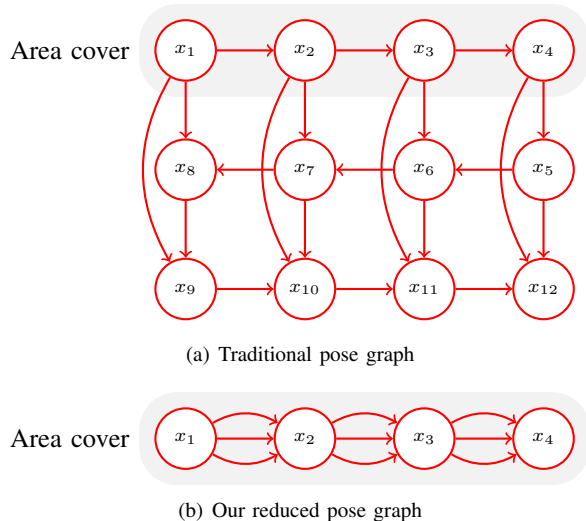 Area cover x₁ x₂ x₃ x₄
x₈ x₇ x₆ x₅
x₉ x₁₀ x₁₁ x₁₂
(a) Traditional pose graph
Area cover x₁ x₂ x₃ x₄
(b) Our reduced pose graph